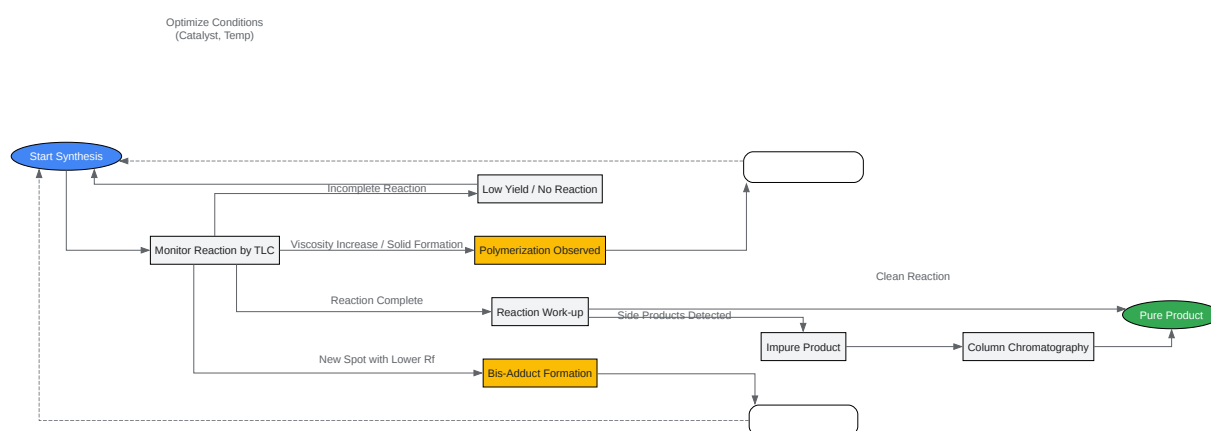 Optimize Conditions
(Catalyst, Temp)
Start Synthesis
Incomplete Reaction
Low Yield / No Reaction
Monitor Reaction by TLC
Viscosity Increase / Solid Formation
Polymerization Observed
Clean Reaction
Reaction Complete
Reaction Work-up
Side Products Detected
Pure Product
Impure Product
Column Chromatography
New Spot with Lower Rf
Bis-Adduct Formation